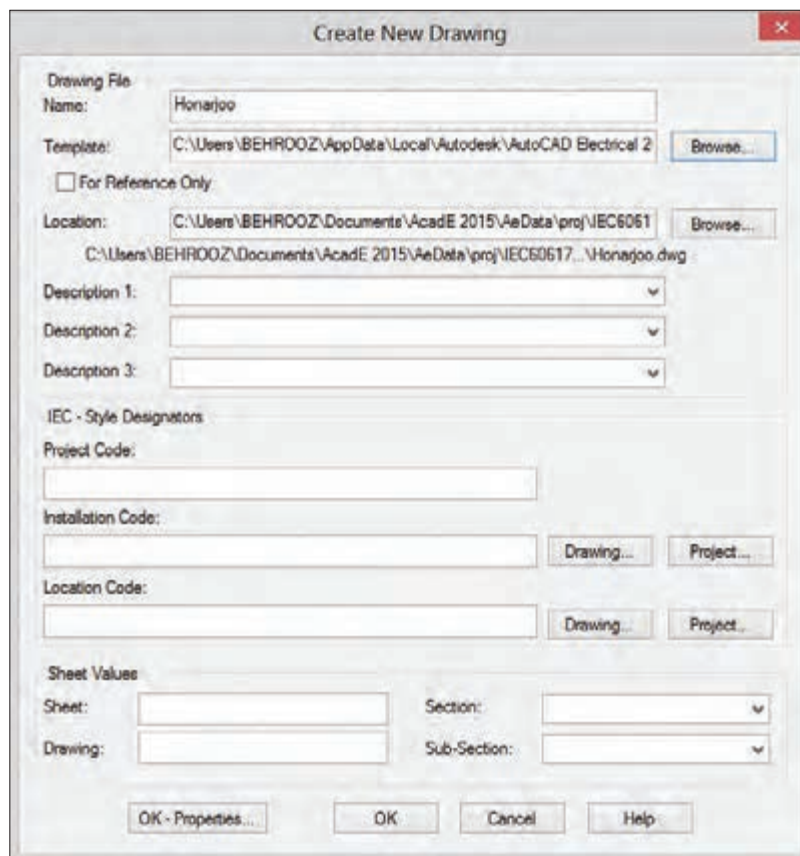 Create New Drawing
Drawing File
Name: Honarjoo
Template: C:\Users\BEHROOZ\AppData\Local\Autodesk\AutoCAD Electrical 2 Browse...
For Reference Only
Location: C:\Users\BEHROOZ\Documents\AcadE 2015\AeData\proj\IEC6061 Browse...
C:\Users\BEHROOZ\Documents\AcadE 2015\AeData\proj\IEC60617...\Honarjoo.dwg
Description 1:
Description 2:
Description 3:
IEC - Style Designators
Project Code:
Installation Code:
Drawing... Project...
Location Code:
Drawing... Project...
Sheet Values
Sheet: Section:
Drawing: Sub-Section:
OK - Properties... OK Cancel Help